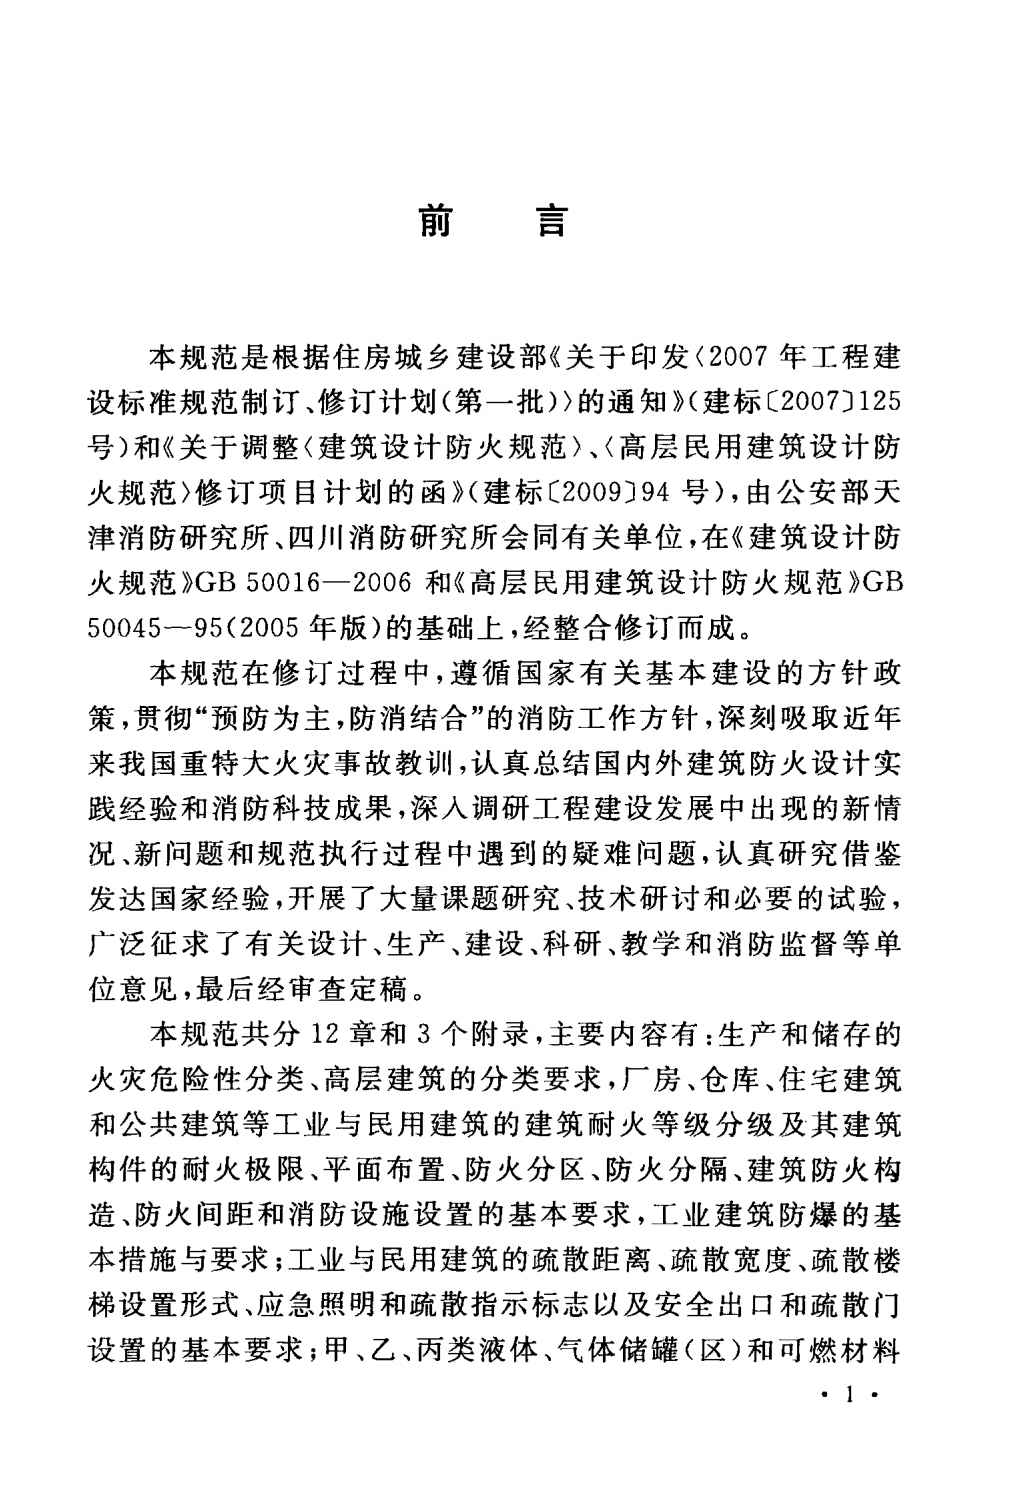 前 言
本规范是根据住房城乡建设部《关于印发〈2007 年工程建
设标准规范制订、修订计划(第一批)〉的通知》(建标〔2007〕125
号)和《关于调整〈建筑设计防火规范〉、〈高层民用建筑设计防
火规范〉修订项目计划的函》(建标〔2009〕94 号),由公安部天
津消防研究所、四川消防研究所会同有关单位,在《建筑设计防
火规范》GB 50016—2006 和《高层民用建筑设计防火规范》GB
50045—95(2005 年版)的基础上,经整合修订而成。
本规范在修订过程中,遵循国家有关基本建设的方针政
策,贯彻“预防为主,防消结合”的消防工作方针,深刻吸取近年
来我国重特大火灾事故教训,认真总结国内外建筑防火设计实
践经验和消防科技成果,深入调研工程建设发展中出现的新情
况、新问题和规范执行过程中遇到的疑难问题,认真研究借鉴
发达国家经验,开展了大量课题研究、技术研讨和必要的试验,
广泛征求了有关设计、生产、建设、科研、教学和消防监督等单
位意见,最后经审查定稿。
本规范共分 12 章和 3 个附录,主要内容有:生产和储存的
火灾危险性分类、高层建筑的分类要求,厂房、仓库、住宅建筑
和公共建筑等工业与民用建筑的建筑耐火等级分级及其建筑
构件的耐火极限、平面布置、防火分区、防火分隔、建筑防火构
造、防火间距和消防设施设置的基本要求,工业建筑防爆的基
本措施与要求;工业与民用建筑的疏散距离、疏散宽度、疏散楼
梯设置形式、应急照明和疏散指示标志以及安全出口和疏散门
设置的基本要求;甲、乙、丙类液体、气体储罐(区)和可燃材料
· 1 ·